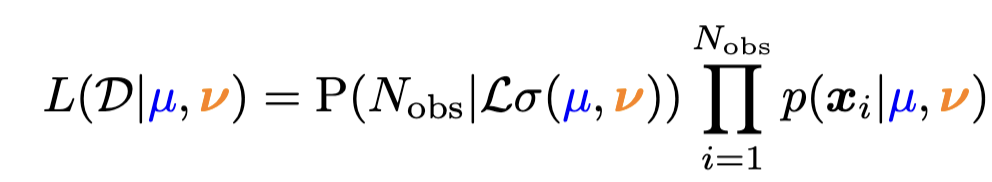 L(𝒟|μ, ν) = P(N_obs|ℒσ(μ, ν)) ∏_{i=1}^{N_obs} p(x_i|μ, ν)